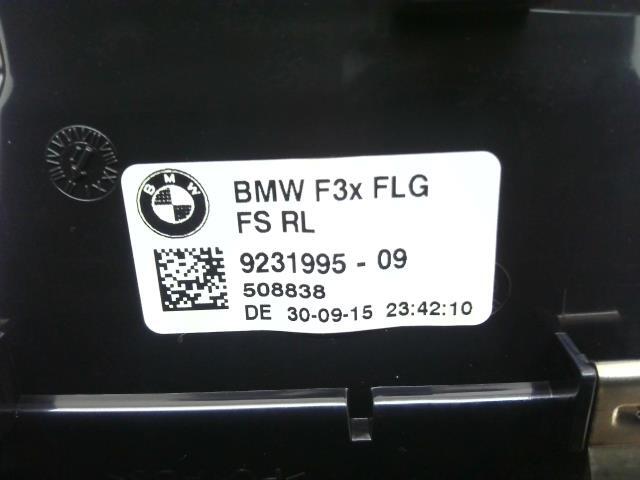 BMW
BMW F3x FLG
FS RL
9231995 - 09
508838
DE 30-09-15 23:42:10